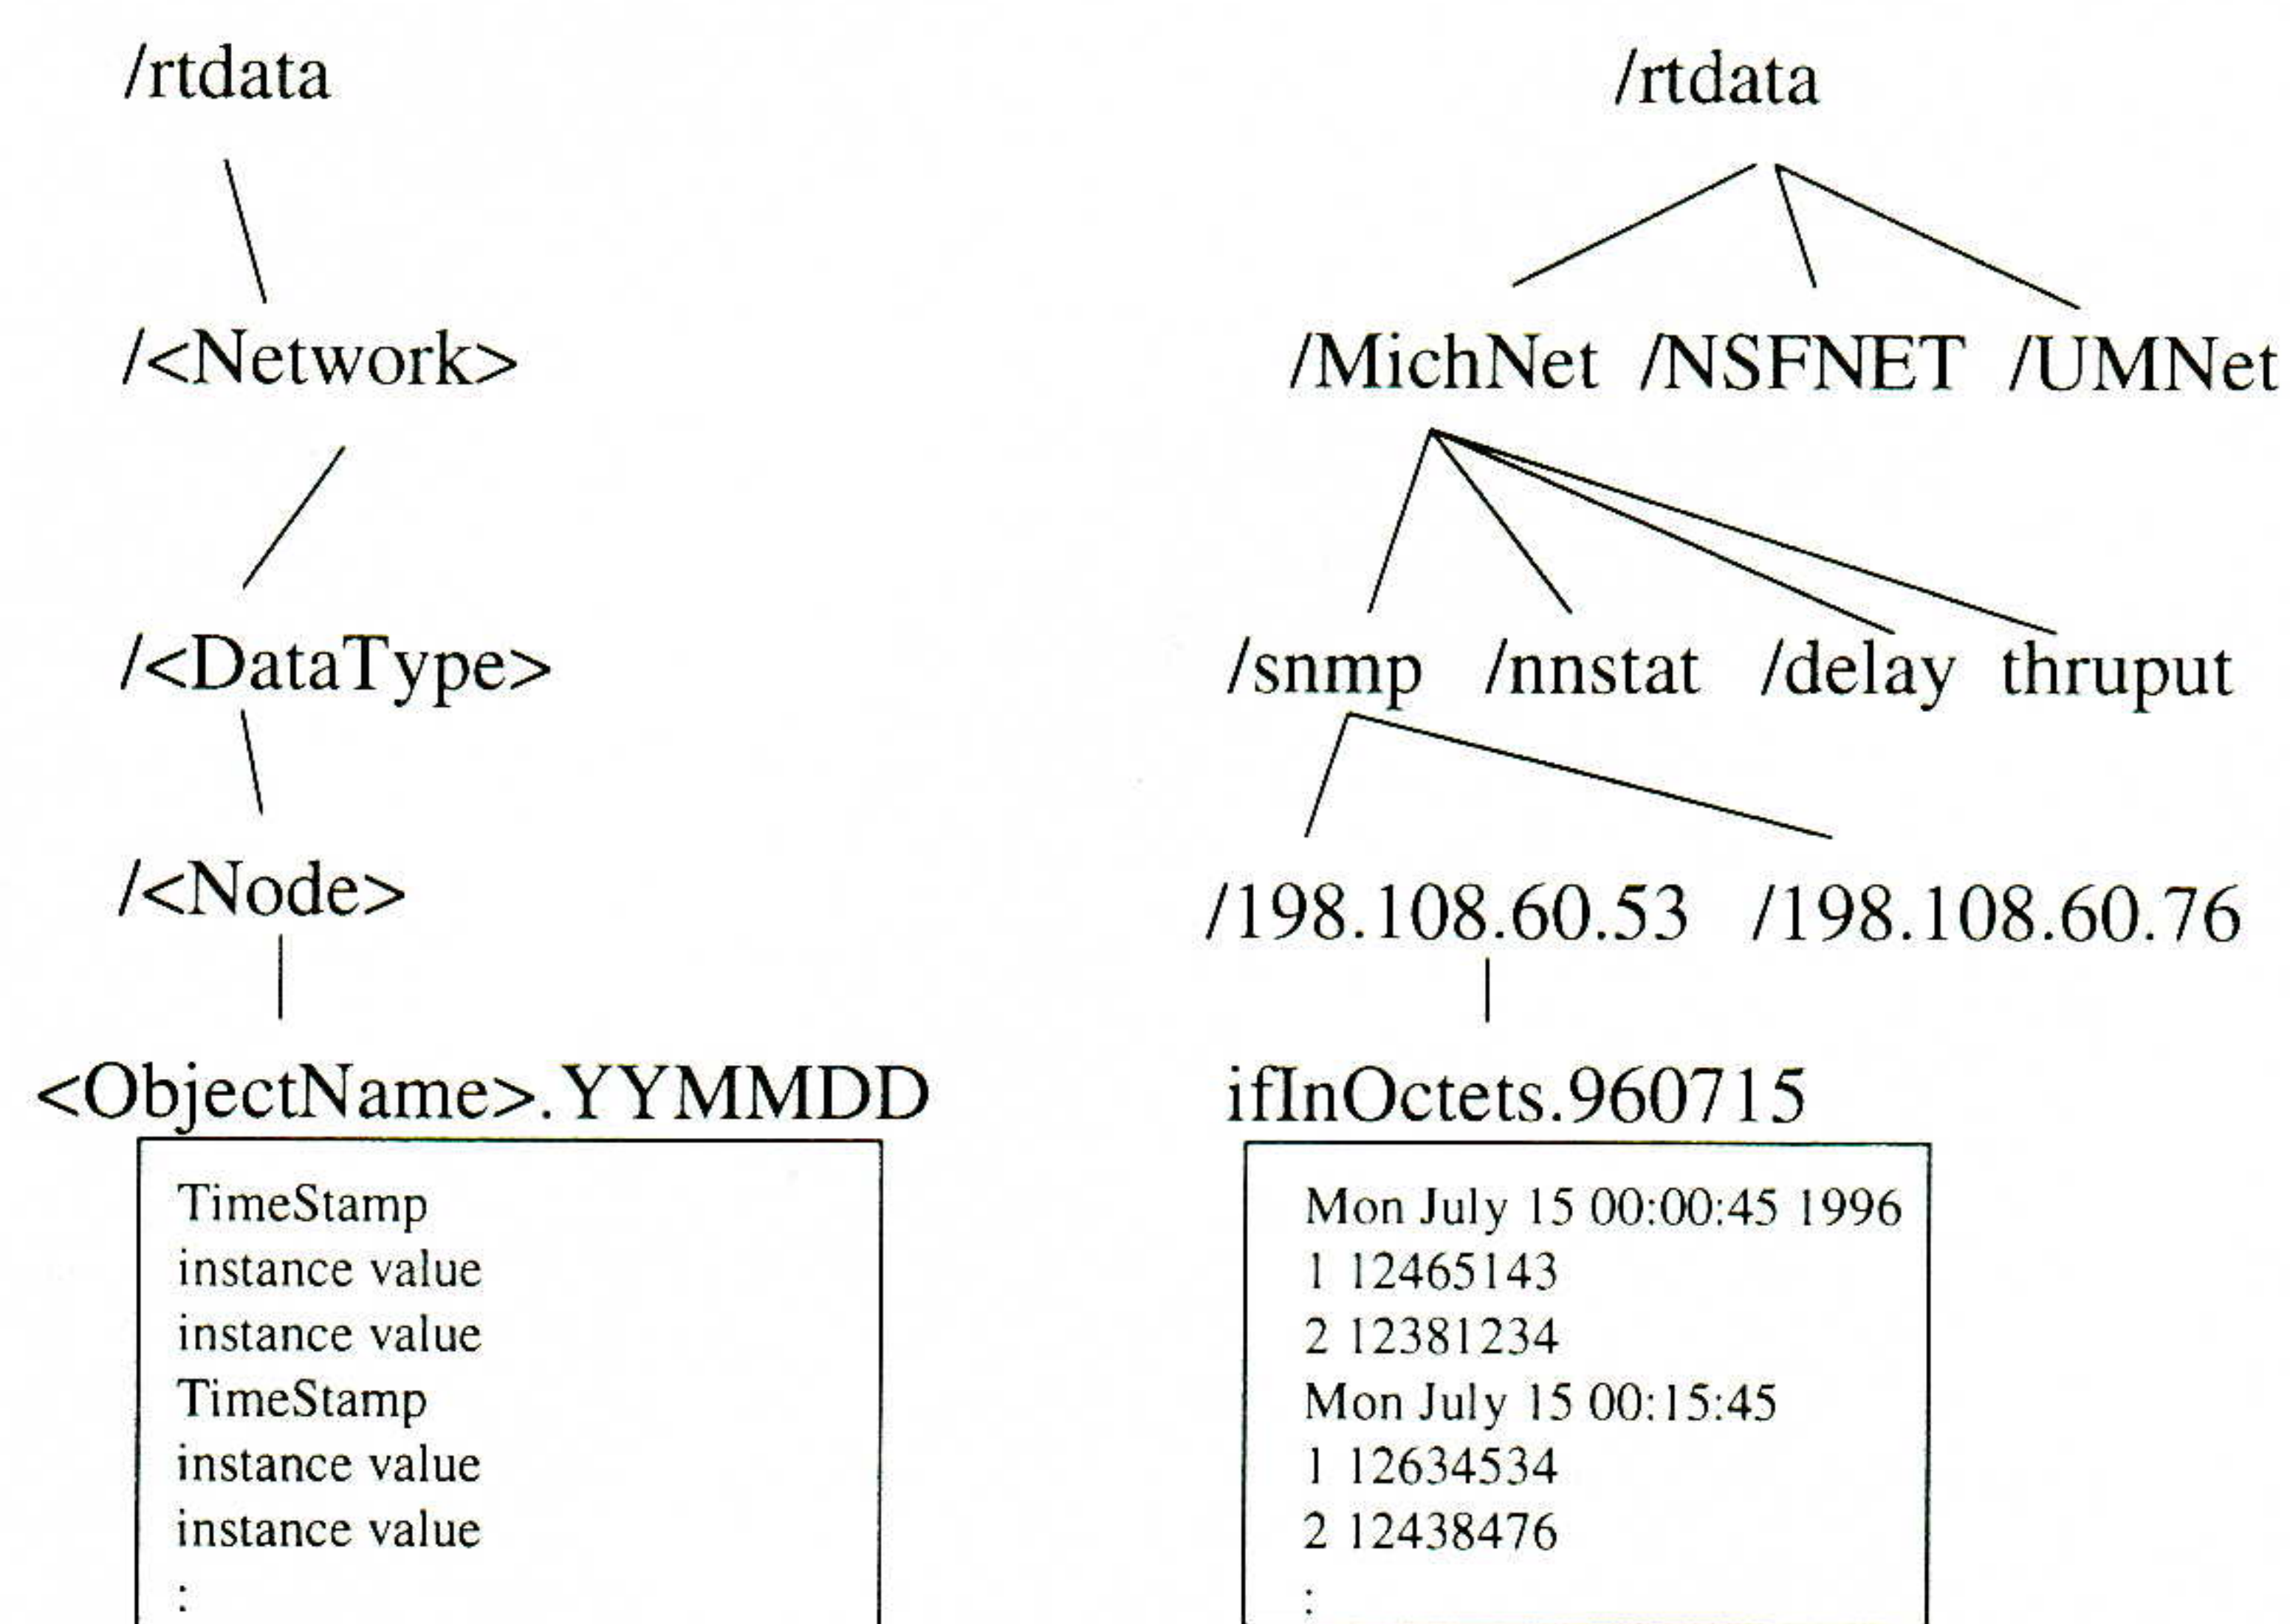 /rtdata
/<Network>
/<DataType>
/<Node>
<ObjectName>.YYMMDD
TimeStamp
instance value
instance value
TimeStamp
instance value
instance value
:
/rtdata
/MichNet /NSFNET /UMNet
/snmp /nnstat /delay thruput
/198.108.60.53 /198.108.60.76
ifInOctets.960715
Mon July 15 00:00:45 1996
1 12465143
2 12381234
Mon July 15 00:15:45
1 12634534
2 12438476
: